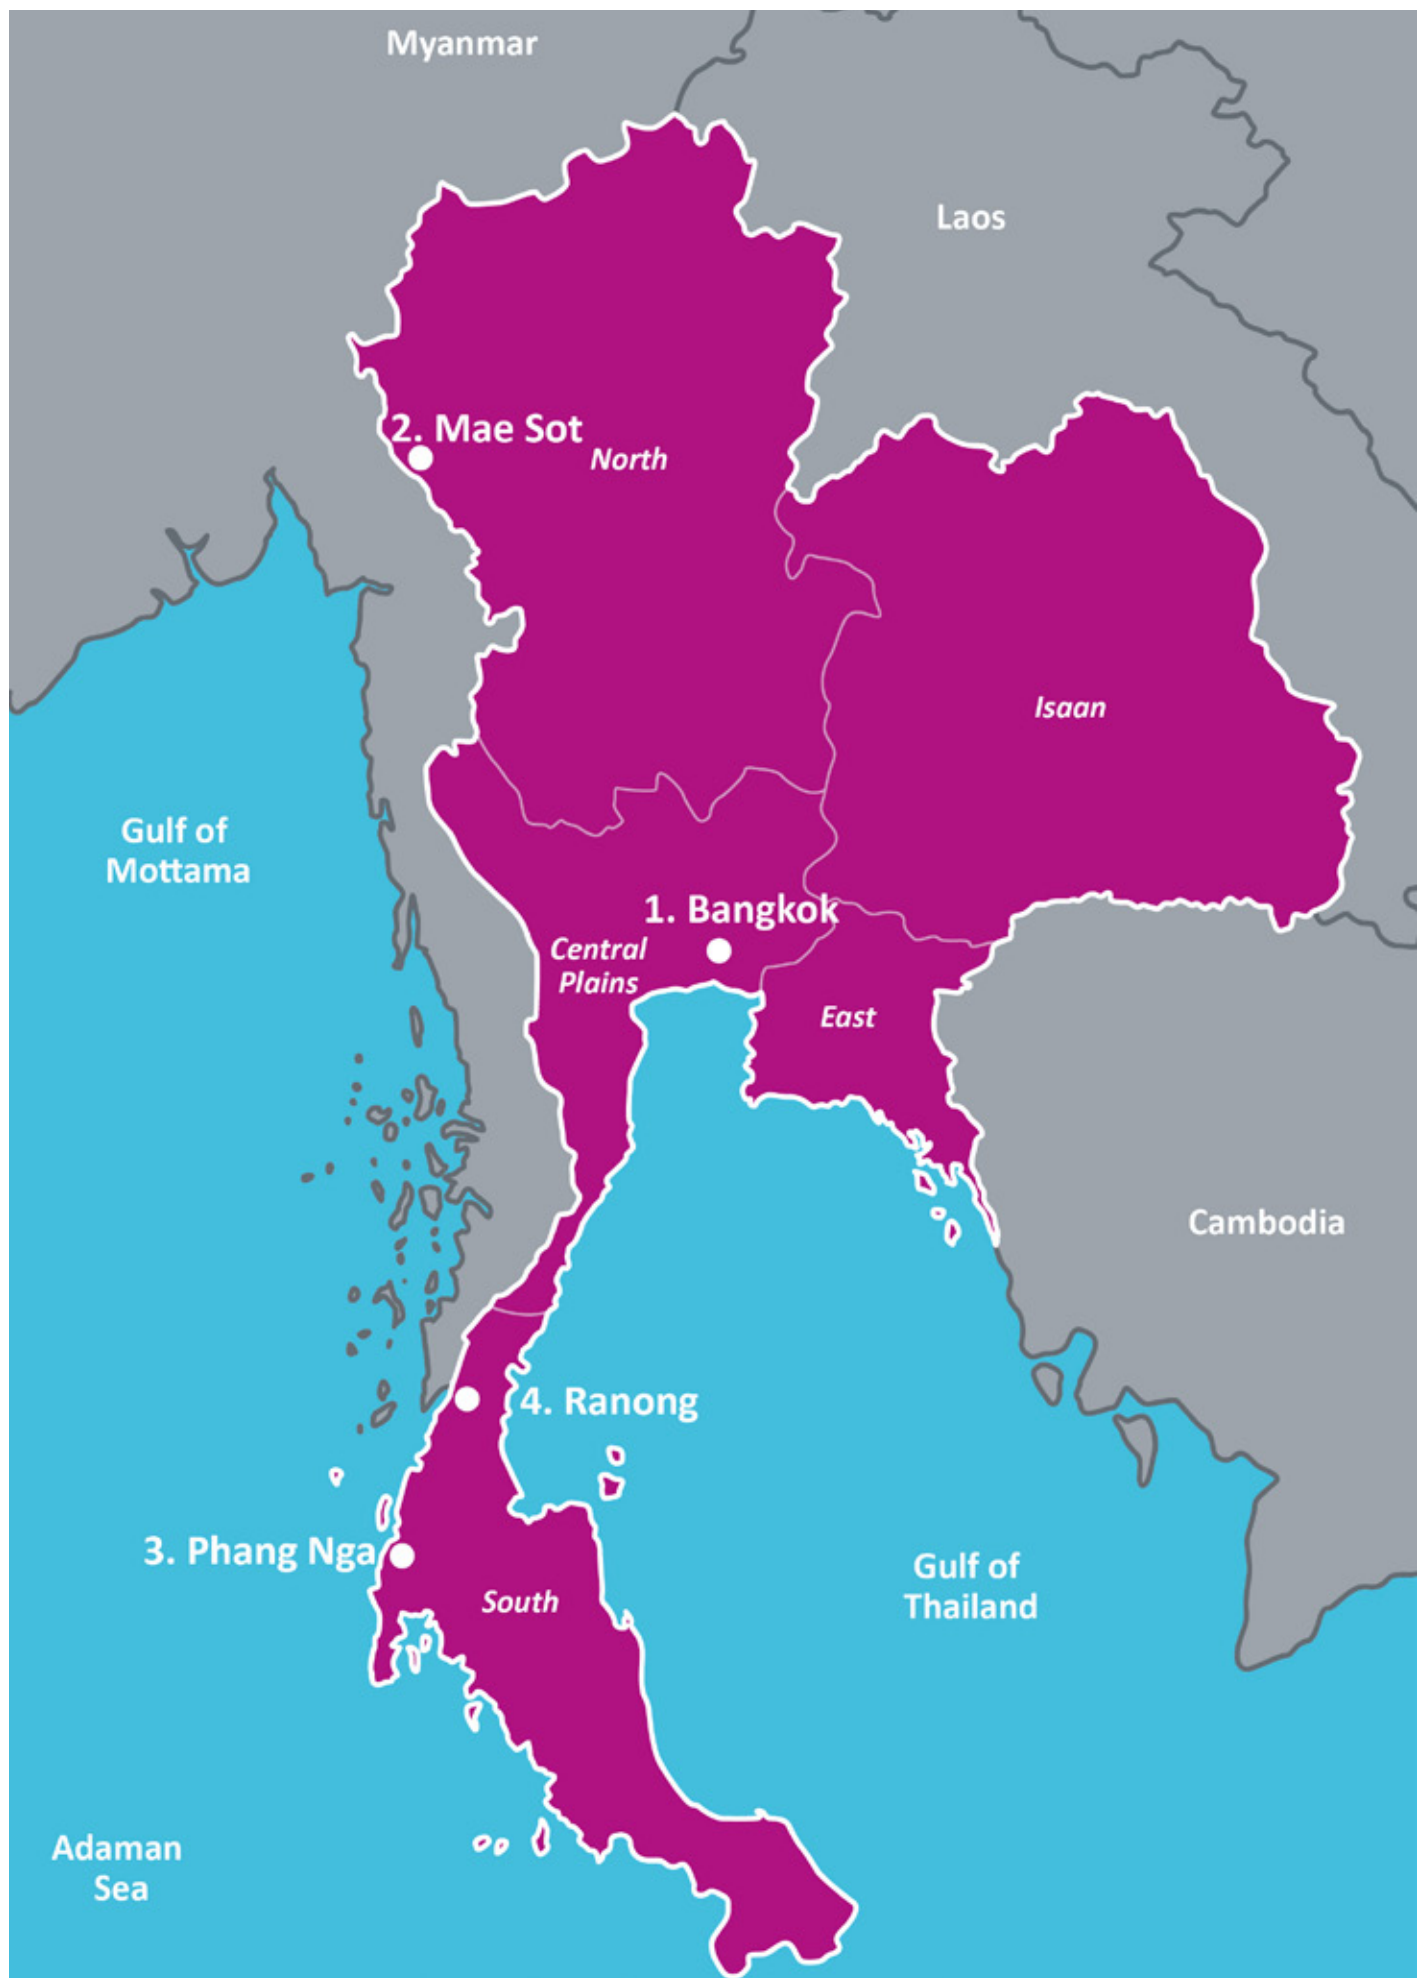 Myanmar
Laos
2. Mae Sot
North
Isaan
Gulf of
Mottama
1. Bangkok
Central
Plains
East
Cambodia
4. Ranong
3. Phang Nga
Gulf of
Thailand
South
Adaman
Sea